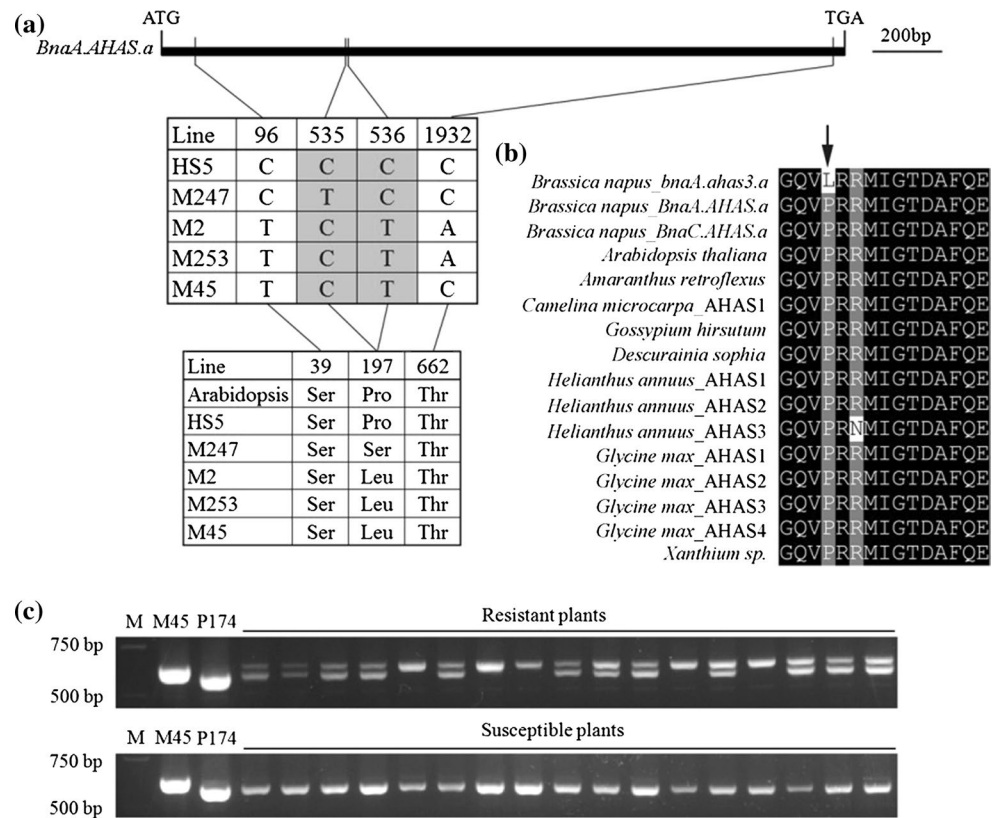 (a)
ATG TGA
BnaA.AHAS.a 200bp
Line 96 535 536 1932
HS5 C C C C
M247 C T C C
M2 T C T A
M253 T C T A
M45 T C T C
Line 39 197 662
Arabidopsis Ser Pro Thr
HS5 Ser Pro Thr
M247 Ser Ser Thr
M2 Ser Leu Thr
M253 Ser Leu Thr
M45 Ser Leu Thr
(b)
Brassica napus_bnaA.ahas3.a GQVLRRMIGTDAFQE
Brassica napus_BnaA.AHAS.a GQVPRRMIGTDAFQE
Brassica napus_BnaC.AHAS.a GQVPRRMIGTDAFQE
Arabidopsis thaliana GQVPRRMIGTDAFQE
Amaranthus retroflexus GQVPRRMIGTDAFQE
Camelina microcarpa_AHAS1 GQVPRRMIGTDAFQE
Gossypium hirsutum GQVPRRMIGTDAFQE
Descurainia sophia GQVPRRMIGTDAFQE
Helianthus annuus_AHAS1 GQVPRRMIGTDAFQE
Helianthus annuus_AHAS2 GQVPRRMIGTDAFQE
Helianthus annuus_AHAS3 GQVPRNMIGTDAFQE
Glycine max_AHAS1 GQVPRRMIGTDAFQE
Glycine max_AHAS2 GQVPRRMIGTDAFQE
Glycine max_AHAS3 GQVPRRMIGTDAFQE
Glycine max_AHAS4 GQVPRRMIGTDAFQE
Xanthium sp. GQVPRRMIGTDAFQE
(c)
M M45 P174 Resistant plants
750 bp
500 bp
M M45 P174 Susceptible plants
750 bp
500 bp